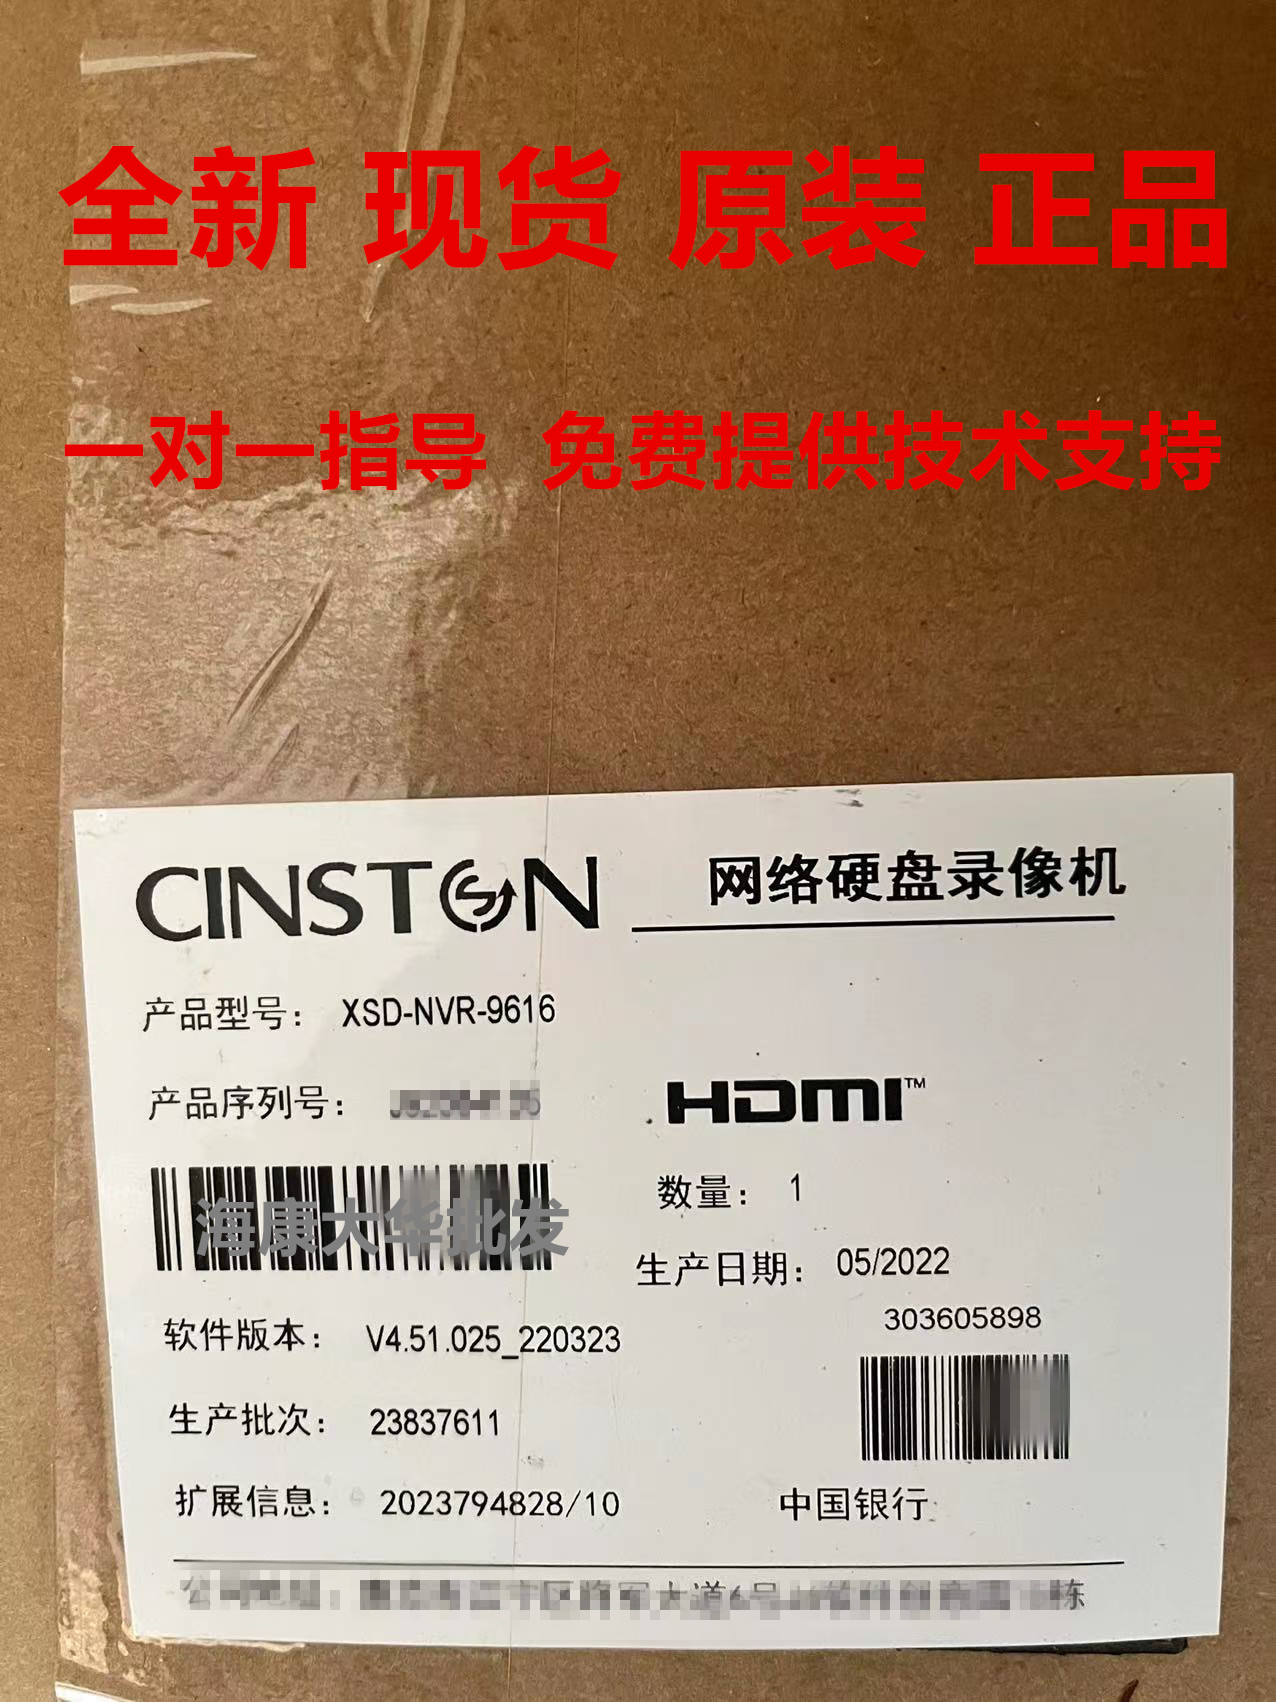 全新 现货 原装 正品
一对一指导 免费提供技术支持
CINSTON
网络硬盘录像机
产品型号： XSD-NVR-9616
产品序列号：
HDMI™
海康大华批发
数量： 1
生产日期： 05/2022
303605898
软件版本： V4.51.025_220323
生产批次： 23837611
扩展信息： 2023794828/10
中国银行